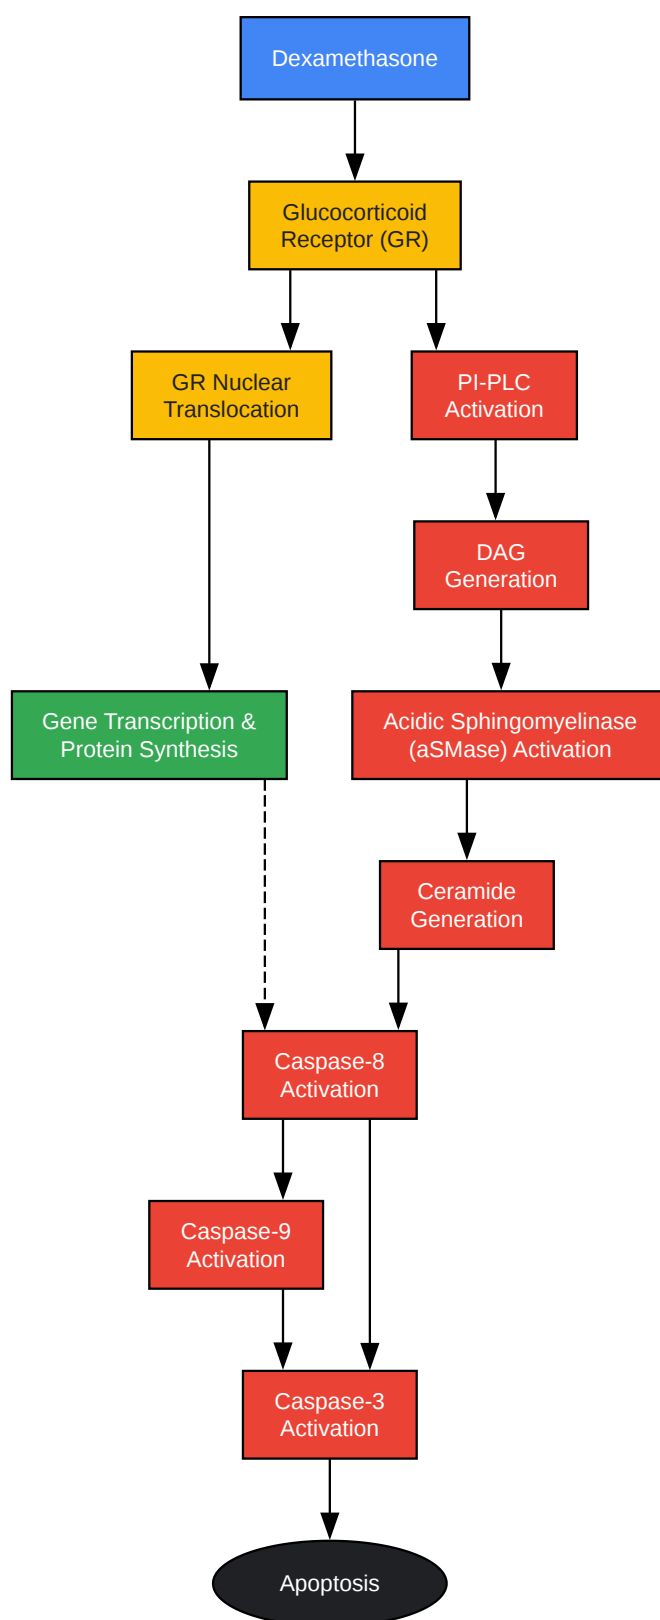 Dexamethasone
Glucocorticoid
Receptor (GR)
GR Nuclear
Translocation
PI-PLC
Activation
DAG
Generation
Gene Transcription &
Protein Synthesis
Acidic Sphingomyelinase
(aSMase) Activation
Ceramide
Generation
Caspase-8
Activation
Caspase-9
Activation
Caspase-3
Activation
Apoptosis